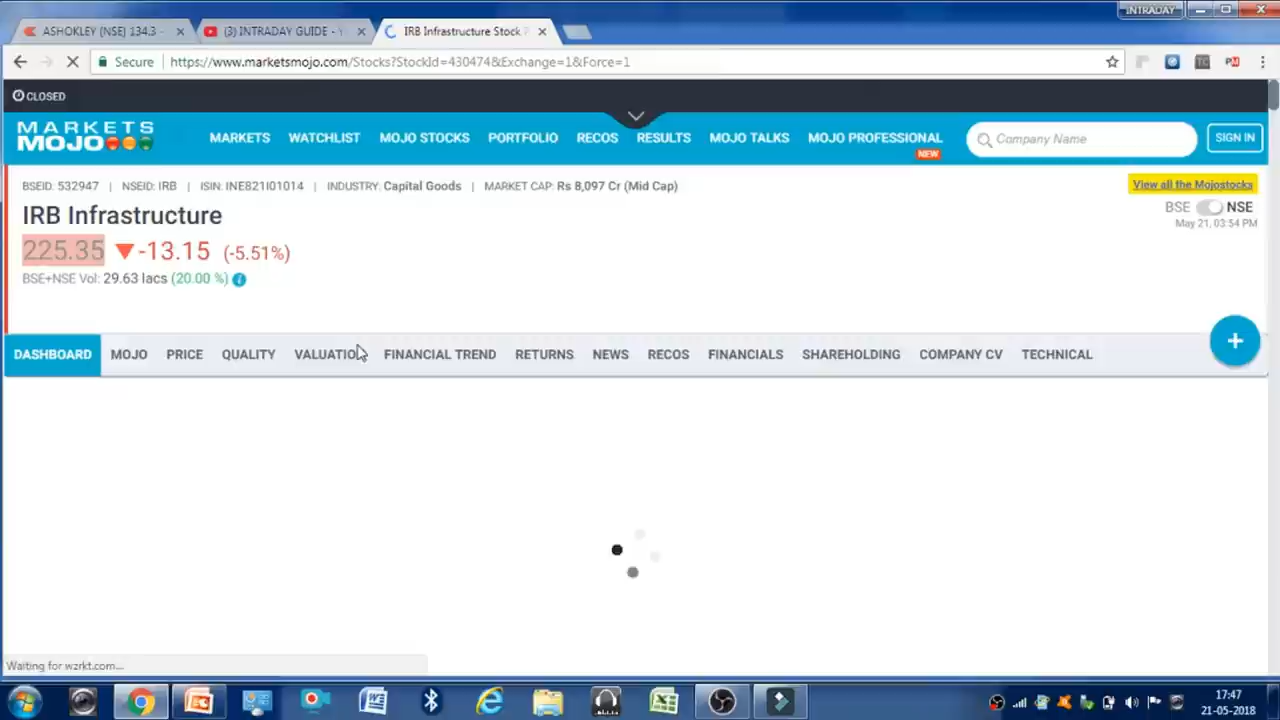 INTRADAY
ASHOKLEY (NSE) 134.3 -
(3) INTRADAY GUIDE - Y
IRB Infrastructure Stock P
Secure
https://www.marketsmojo.com/Stocks?StockId=430474&Exchange=1&Force=1
CLOSED
MARKETS
MOJO
MARKETS WATCHLIST MOJO STOCKS PORTFOLIO RECOS RESULTS MOJO TALKS MOJO PROFESSIONAL
NEW
Company Name
SIGN IN
BSEID: 532947 | NSEID: IRB | ISIN: INE821I01014 | INDUSTRY: Capital Goods | MARKET CAP: Rs 8,097 Cr (Mid Cap)
View all the Mojostocks
IRB Infrastructure
BSE NSE
May 21, 03:54 PM
225.35 ▼ -13.15 (-5.51%)
BSE+NSE Vol: 29.63 lacs (20.00 %)
DASHBOARD MOJO PRICE QUALITY VALUATION FINANCIAL TREND RETURNS NEWS RECOS FINANCIALS SHAREHOLDING COMPANY CV TECHNICAL
Waiting for wzrkt.com...
17:47
21-05-2018